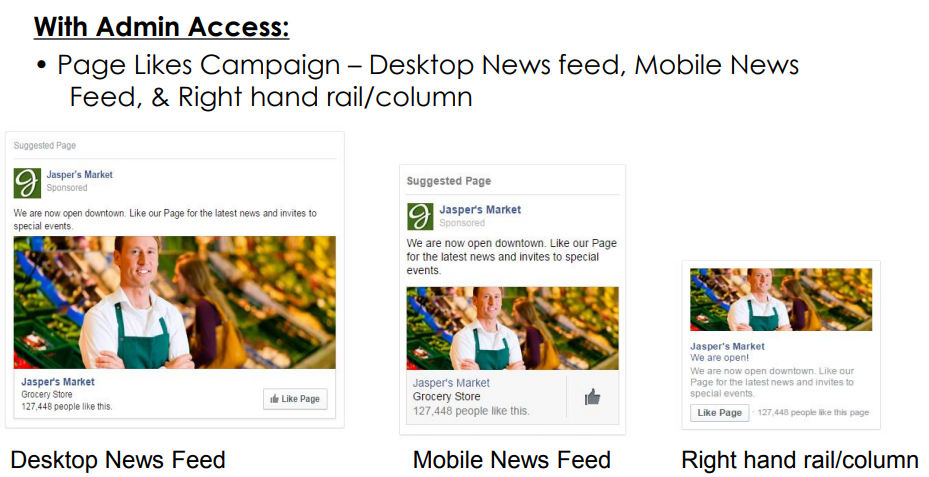 With Admin Access:
• Page Likes Campaign – Desktop News feed, Mobile News
Feed, & Right hand rail/column
Suggested Page
Jasper's Market
Sponsored
We are now open downtown. Like our Page for the latest news and invites to
special events.
Jasper's Market
Grocery Store
127,448 people like this.
Like Page
Desktop News Feed
Suggested Page
Jasper's Market
Sponsored
We are now open downtown. Like our Page
for the latest news and invites to special
events.
Jasper's Market
Grocery Store
127,448 people like this.
Mobile News Feed
Jasper's Market
We are open!
We are now open downtown. Like our
Page for the latest news and invites to
special events.
Like Page · 127,448 people like this page
Right hand rail/column